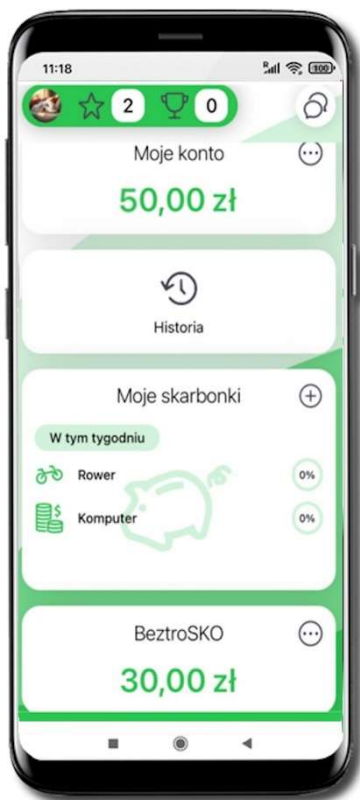 11:18
R
100
2
0
Moje konto
50,00 zł
Historia
Moje skarbonki
W tym tygodniu
Rower
0%
$
Komputer
0%
BeztroSKO
30,00 zł